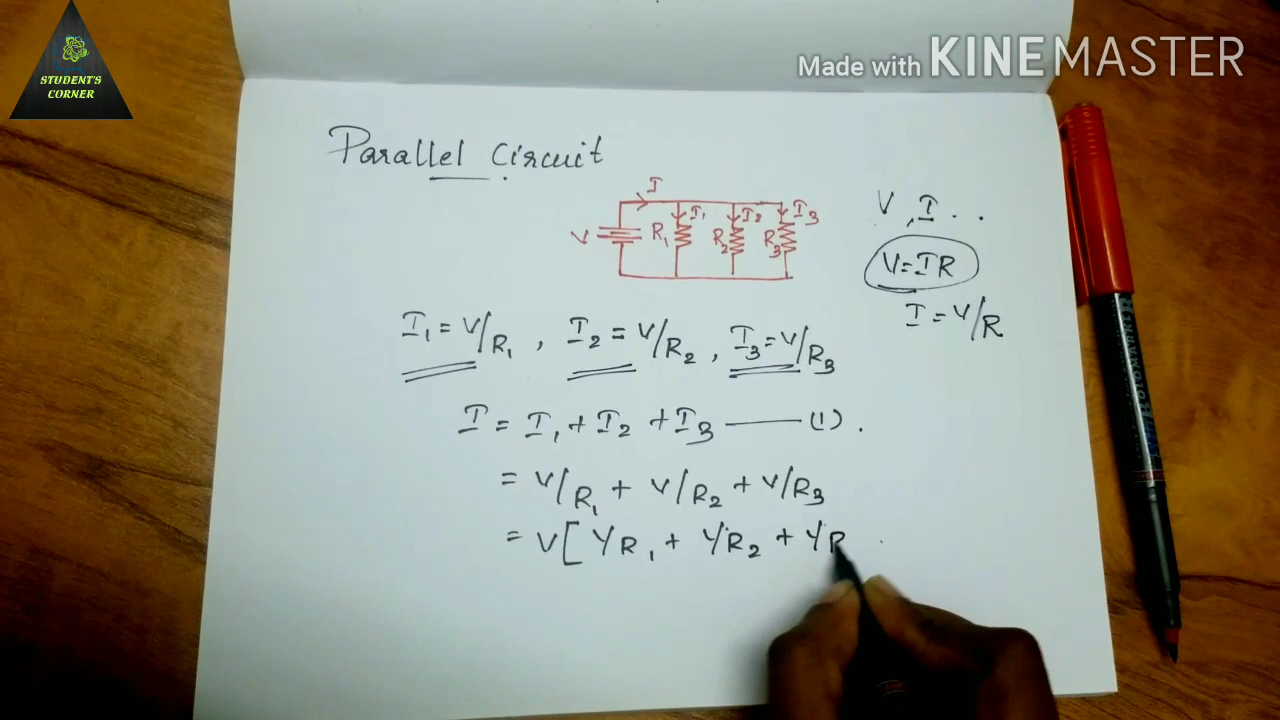 STUDENT'S
CORNER
Made with KINEMASTER
Parallel Circuit
I
V R₁ I₁ R₂ I₂ R₃ I₃
V, I . .
V=IR
I = V/R
I₁ = V/R₁ , I₂ = V/R₂ , I₃ = V/R₃
I = I₁ + I₂ + I₃ —— (1).
= V/R₁ + V/R₂ + V/R₃
= V[ 1/R₁ + 1/R₂ + 1/R